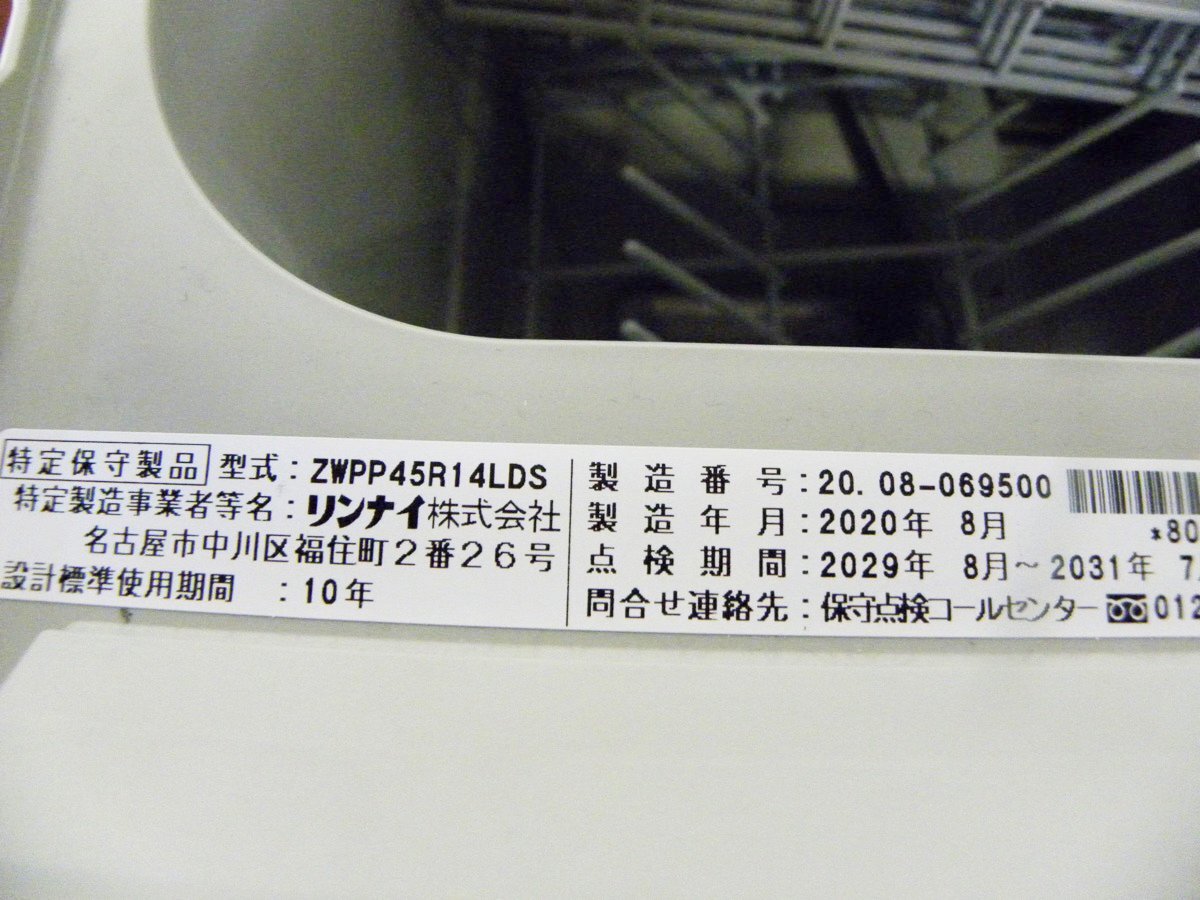 特定保守製品 型式:ZWPP45R14LDS
特定製造事業者等名:リンナイ株式会社
名古屋市中川区福住町2番26号
設計標準使用期間 :10年
製造番号:20.08-069500
製造年月:2020年 8月
*80
点検期間:2029年 8月～2031年 7
問合せ連絡先:保守点検コールセンター 012